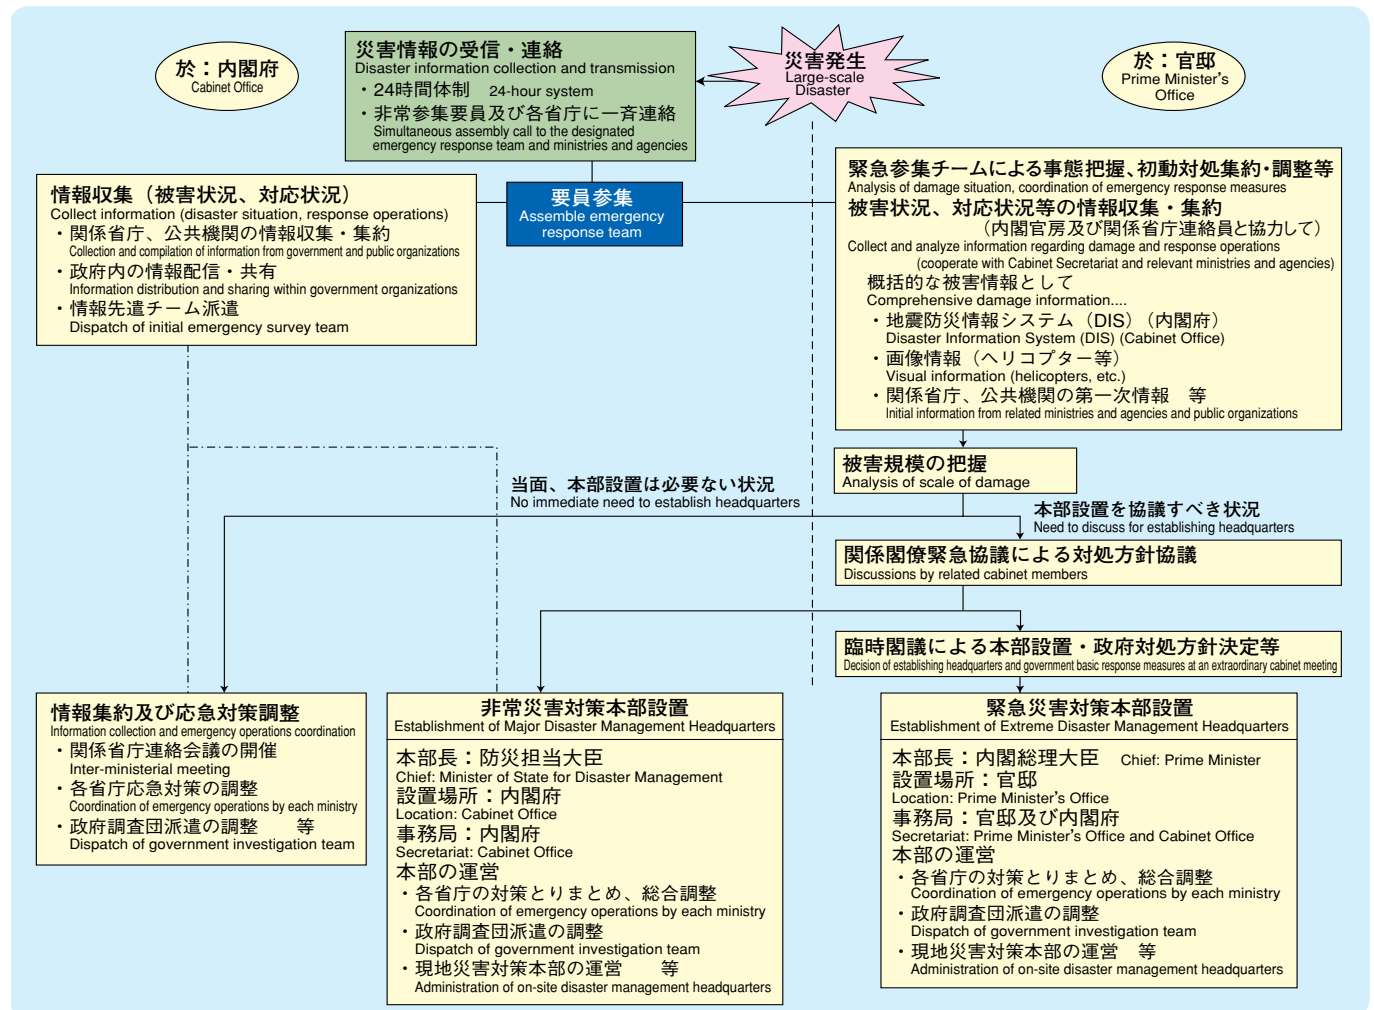 於：内閣府
Cabinet Office
災害情報の受信・連絡
Disaster information collection and transmission
・24時間体制 24-hour system
・非常参集要員及び各省庁に一斉連絡
Simultaneous assembly call to the designated
emergency response team and ministries and agencies
災害発生
Large-scale
Disaster
於：官邸
Prime Minister's
Office
情報収集（被害状況、対応状況）
Collect information (disaster situation, response operations)
・関係省庁、公共機関の情報収集・集約
Collection and compilation of information from government and public organizations
・政府内の情報配信・共有
Information distribution and sharing within government organizations
・情報先遣チーム派遣
Dispatch of initial emergency survey team
要員参集
Assemble emergency
response team
緊急参集チームによる事態把握、初動対処集約・調整等
Analysis of damage situation, coordination of emergency response measures
被害状況、対応状況等の情報収集・集約
（内閣官房及び関係省庁連絡員と協力して）
Collect and analyze information regarding damage and response operations
(cooperate with Cabinet Secretariat and relevant ministries and agencies)
概括的な被害情報として
Comprehensive damage information....
・地震防災情報システム（DIS）（内閣府）
Disaster Information System (DIS) (Cabinet Office)
・画像情報（ヘリコプター等）
Visual information (helicopters, etc.)
・関係省庁、公共機関の第一次情報 等
Initial information from related ministries and agencies and public organizations
被害規模の把握
Analysis of scale of damage
当面、本部設置は必要ない状況
No immediate need to establish headquarters
本部設置を協議すべき状況
Need to discuss for establishing headquarters
関係閣僚緊急協議による対処方針協議
Discussions by related cabinet members
臨時閣議による本部設置・政府対処方針決定等
Decision of establishing headquarters and government basic response measures at an extraordinary cabinet meeting
情報集約及び応急対策調整
Information collection and emergency operations coordination
・関係省庁連絡会議の開催
Inter-ministerial meeting
・各省庁応急対策の調整
Coordination of emergency operations by each ministry
・政府調査団派遣の調整 等
Dispatch of government investigation team
非常災害対策本部設置
Establishment of Major Disaster Management Headquarters
本部長：防災担当大臣
Chief: Minister of State for Disaster Management
設置場所：内閣府
Location: Cabinet Office
事務局：内閣府
Secretariat: Cabinet Office
本部の運営
・各省庁の対策とりまとめ、総合調整
Coordination of emergency operations by each ministry
・政府調査団派遣の調整
Dispatch of government investigation team
・現地災害対策本部の運営 等
Administration of on-site disaster management headquarters
緊急災害対策本部設置
Establishment of Extreme Disaster Management Headquarters
本部長：内閣総理大臣 Chief: Prime Minister
設置場所：官邸
Location: Prime Minister's Office
事務局：官邸及び内閣府
Secretariat: Prime Minister's Office and Cabinet Office
本部の運営
・各省庁の対策とりまとめ、総合調整
Coordination of emergency operations by each ministry
・政府調査団派遣の調整
Dispatch of government investigation team
・現地災害対策本部の運営 等
Administration of on-site disaster management headquarters